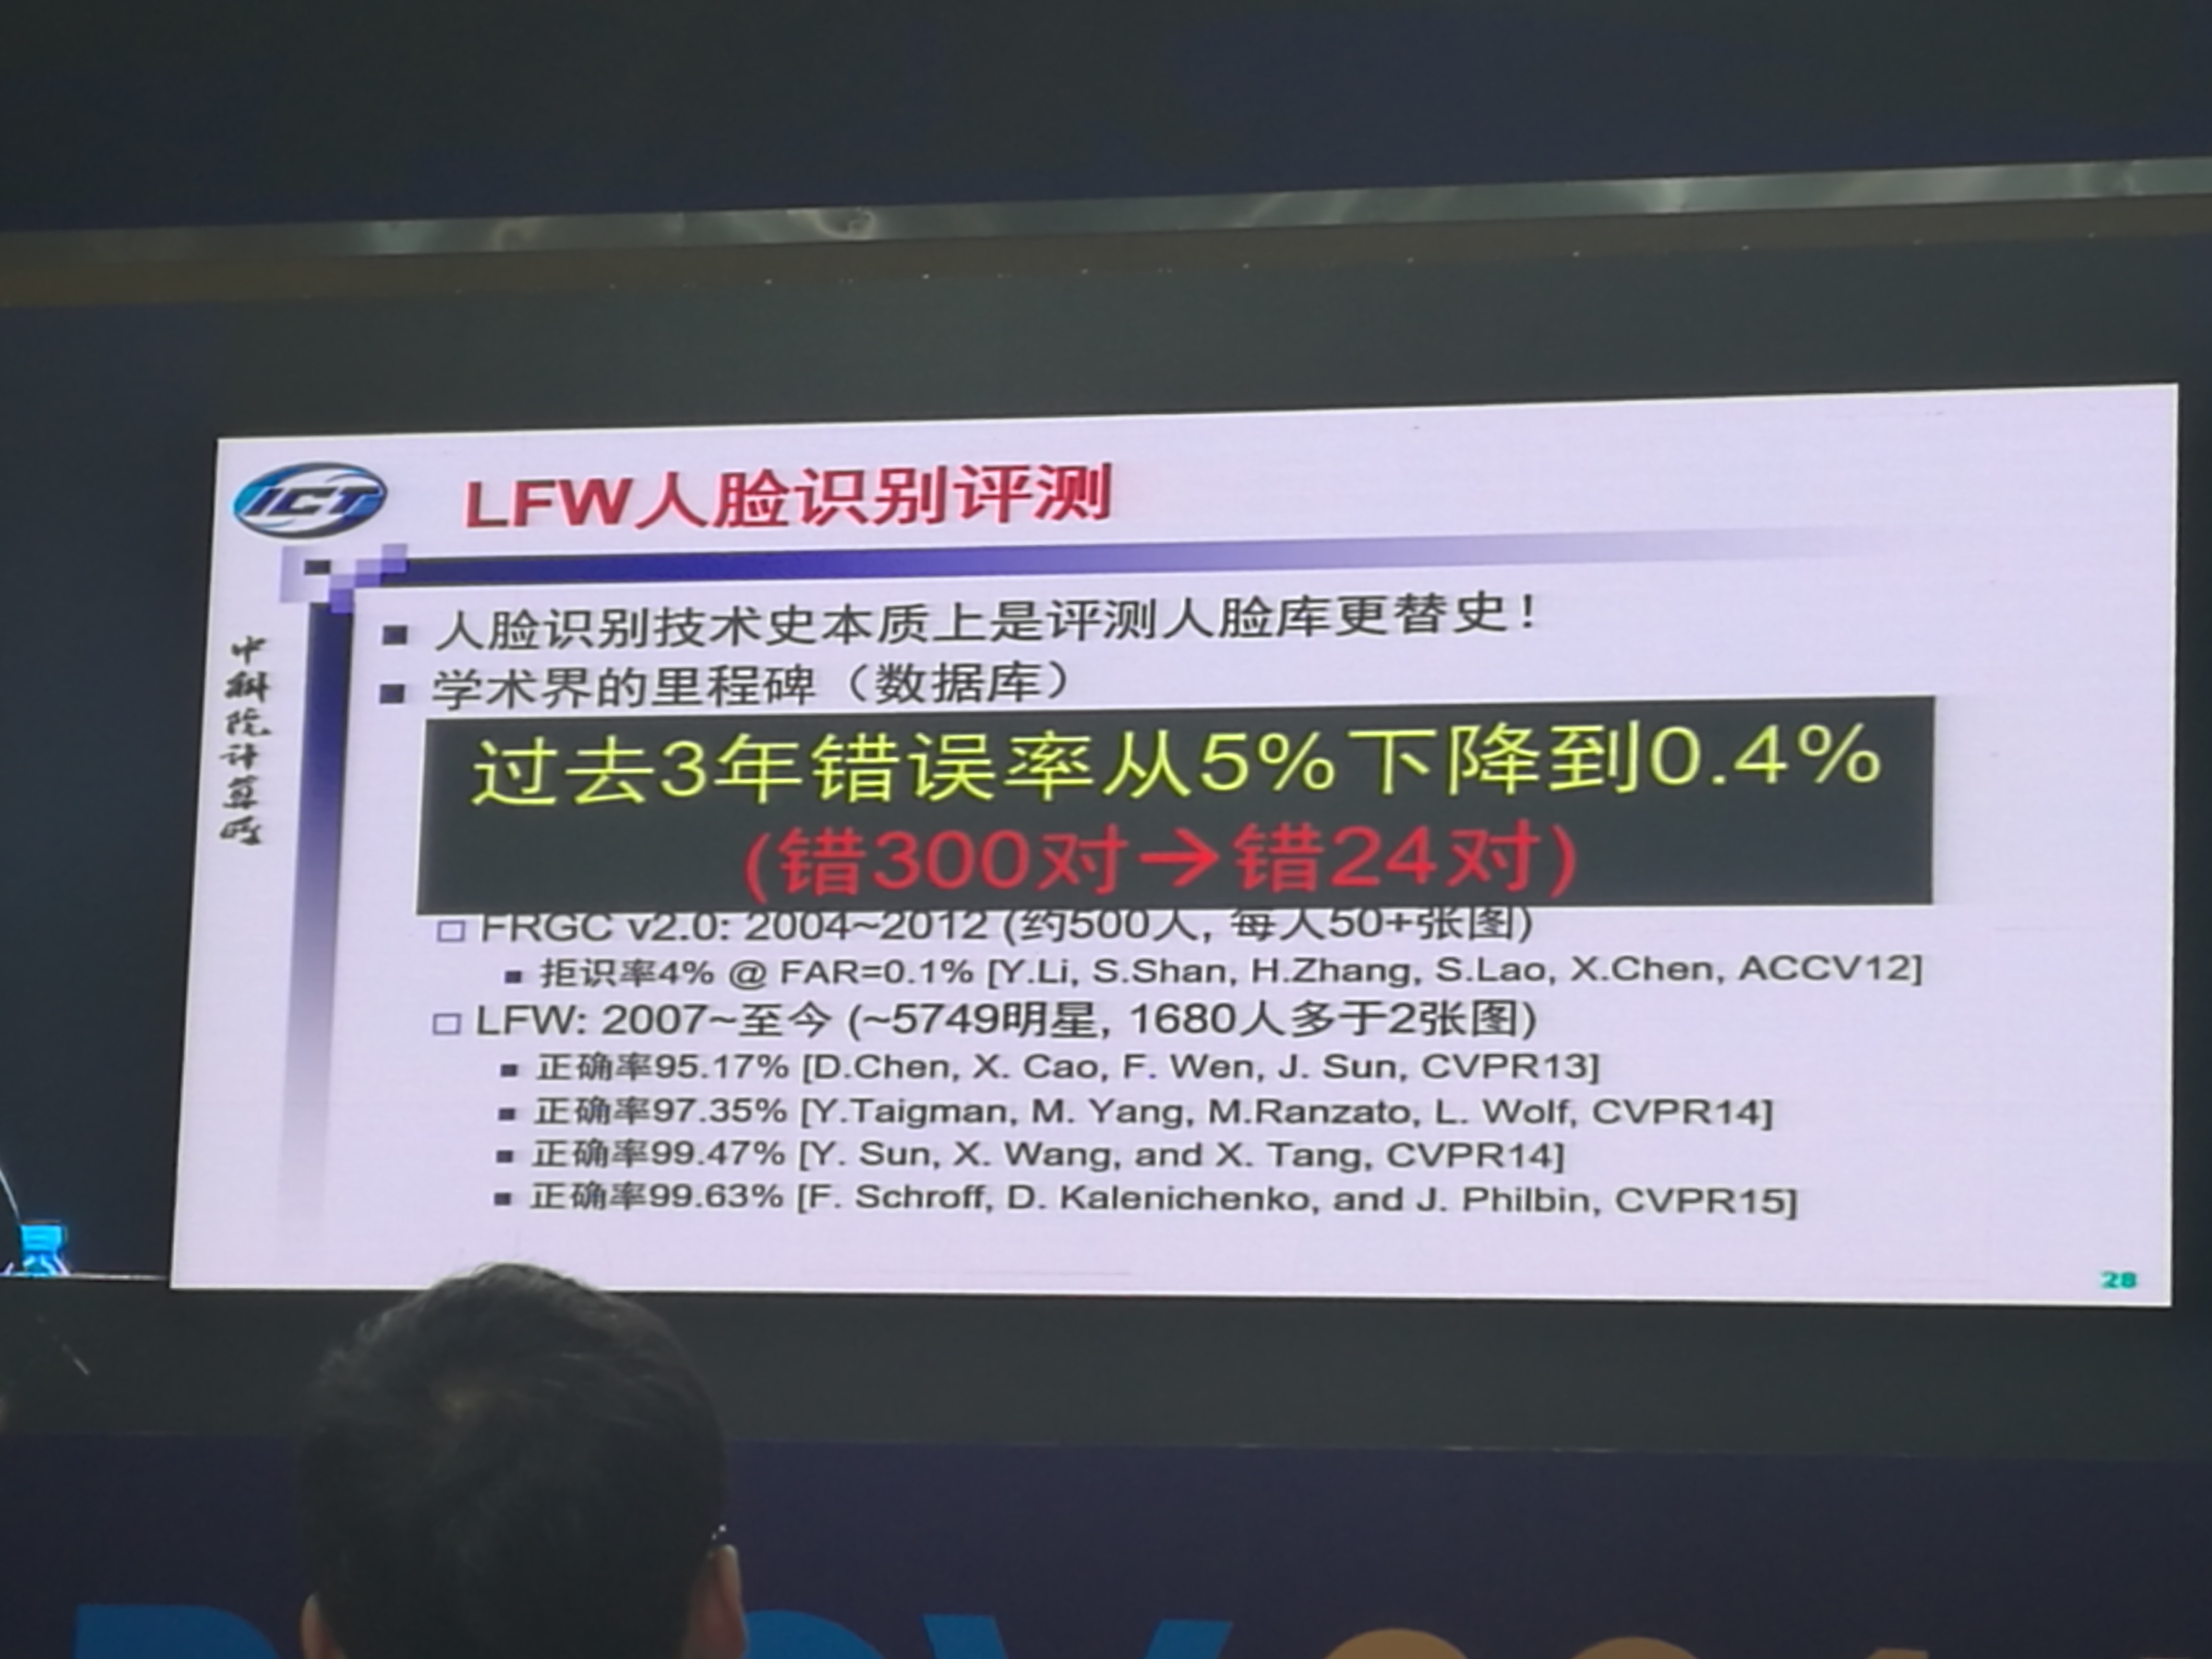 ICT
LFW人脸识别评测
中科院计算所
人脸识别技术史本质上是评测人脸库更替史！
学术界的里程碑（数据库）
过去3年错误率从5%下降到0.4%
(错300对→错24对)
FRGC v2.0: 2004~2012 (约500人, 每人50+张图)
拒识率4% @ FAR=0.1% [Y.Li, S.Shan, H.Zhang, S.Lao, X.Chen, ACCV12]
LFW: 2007~至今 (~5749明星, 1680人多于2张图)
正确率95.17% [D.Chen, X. Cao, F. Wen, J. Sun, CVPR13]
正确率97.35% [Y.Taigman, M. Yang, M.Ranzato, L. Wolf, CVPR14]
正确率99.47% [Y. Sun, X. Wang, and X. Tang, CVPR14]
正确率99.63% [F. Schroff, D. Kalenichenko, and J. Philbin, CVPR15]
28